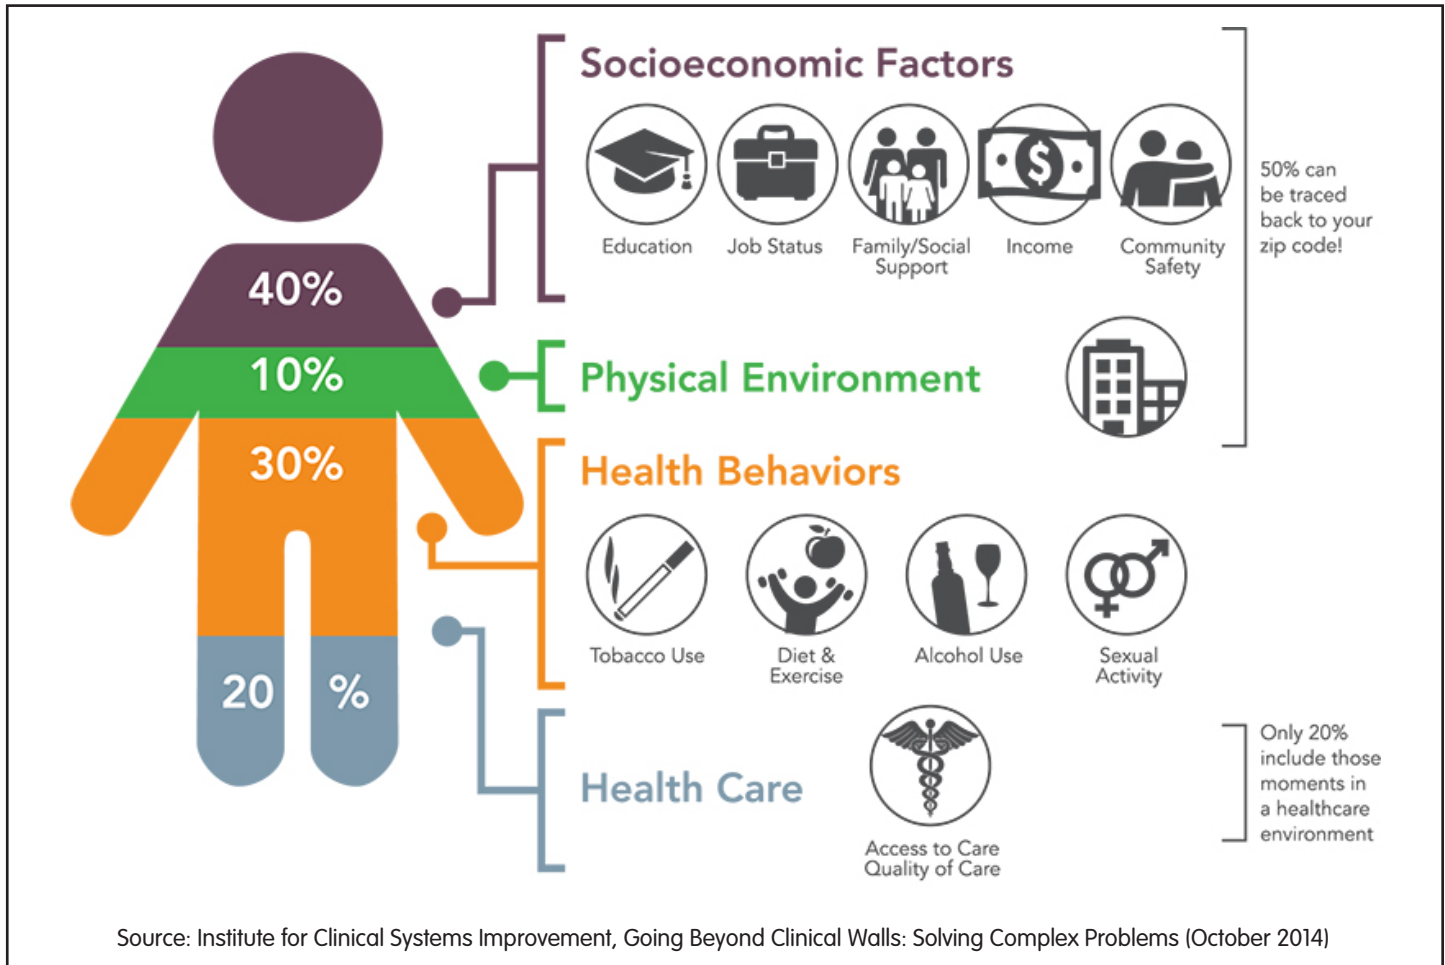 Socioeconomic Factors
Education
Job Status
Family/Social
Support
Income
Community
Safety
50% can
be traced
back to your
zip code!
40%
10%
Physical Environment
30%
Health Behaviors
Tobacco Use
Diet &
Exercise
Alcohol Use
Sexual
Activity
20 %
Health Care
Access to Care
Quality of Care
Only 20%
include those
moments in
a healthcare
environment
Source: Institute for Clinical Systems Improvement, Going Beyond Clinical Walls: Solving Complex Problems (October 2014)